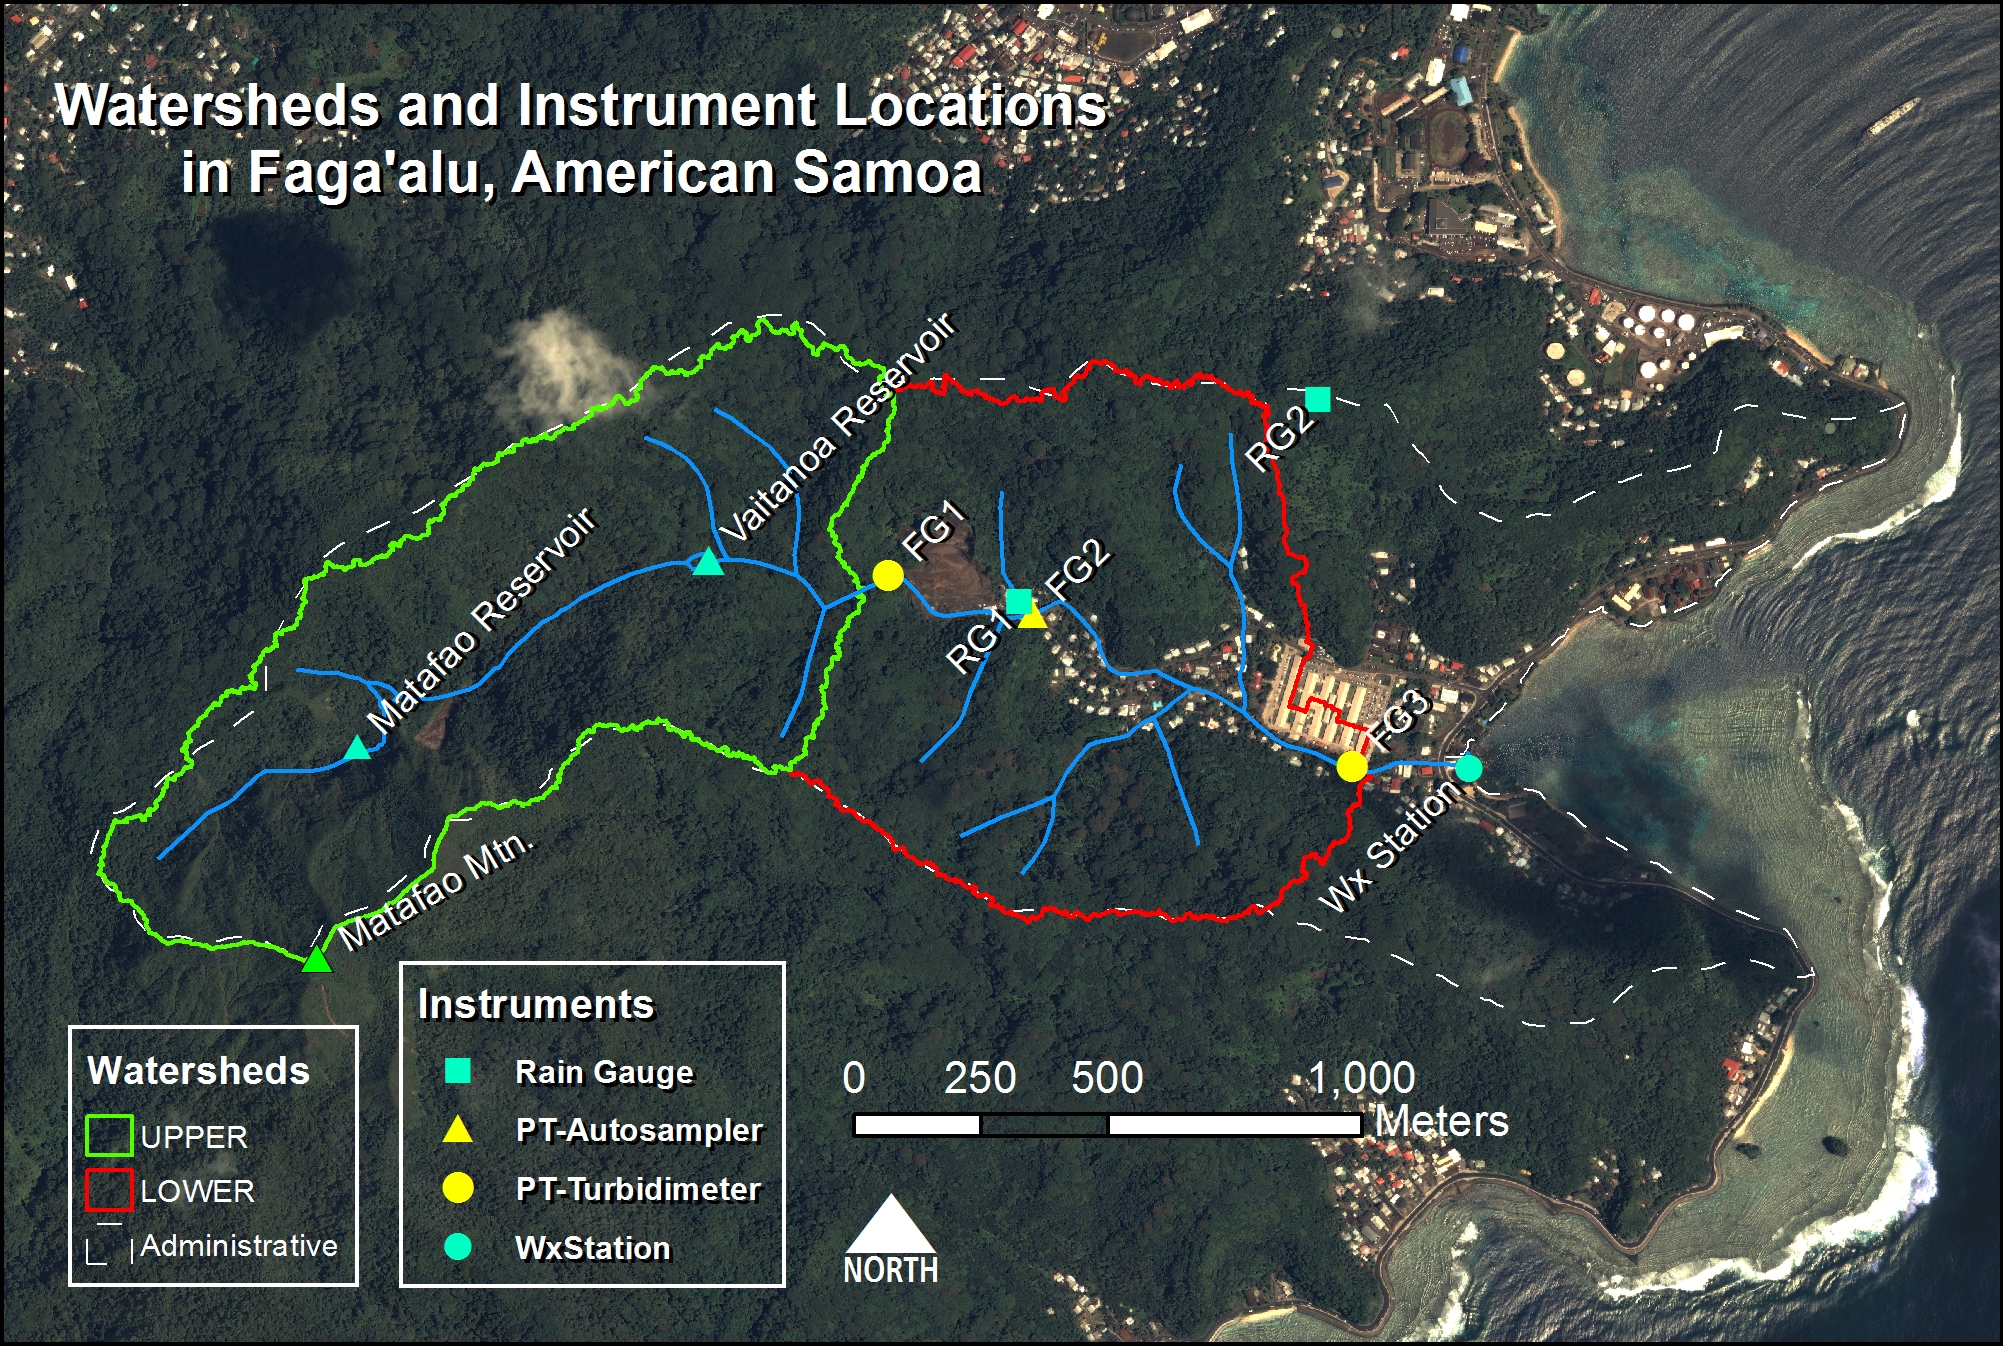 Watersheds and Instrument Locations
in Faga'alu, American Samoa
Vaitanoa Reservoir
Matafao Reservoir
RG2
FG1
FG2
RG1
FG3
Wx Station
Matafao Mtn.
Watersheds
UPPER
LOWER
Administrative
Instruments
Rain Gauge
PT-Autosampler
PT-Turbidimeter
WxStation
0 250 500 1,000
Meters
NORTH